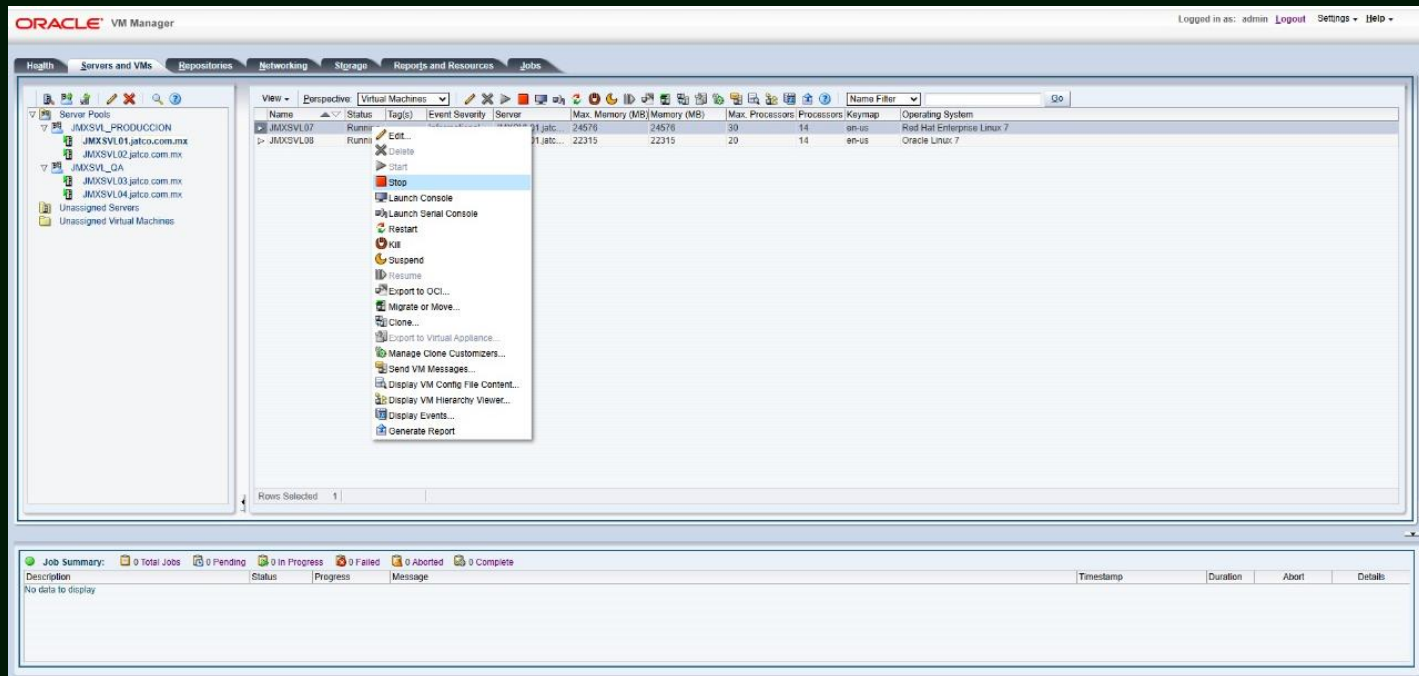 ORACLE VM Manager
Logged in as: admin Logout Settings Help
Health Servers and VMs Repositories Networking Storage Reports and Resources Jobs
View Perspective: Virtual Machines Name Filter Go
Server Pools
JMXSVL_PRODUCCION
JMXSVL01.jatco.com.mx
JMXSVL02.jatco.com.mx
JMXSVL_QA
JMXSVL03.jatco.com.mx
JMXSVL04.jatco.com.mx
Unassigned Servers
Unassigned Virtual Machines
Name Status Tag(s) Event Severity Server Max. Memory (MB) Memory (MB) Max. Processors Processors Keymap Operating System
JMXSVL07 24576 24576 30 14 en-us Red Hat Enterprise Linux 7
JMXSVL08 22315 22315 20 14 en-us Oracle Linux 7
Edit...
Delete
Start
Stop
Launch Console
Launch Serial Console
Restart
Kill
Suspend
Resume
Export to OCI...
Migrate or Move...
Clone...
Export to Virtual Appliance...
Manage Clone Customizers...
Send VM Messages...
Display VM Config File Content...
Display VM Hierarchy Viewer...
Display Events...
Generate Report
Rows Selected 1
Job Summary: 0 Total Jobs 0 Pending 0 In Progress 0 Failed 0 Aborted 0 Complete
Description Status Progress Message Timestamp Duration Abort Details
No data to display